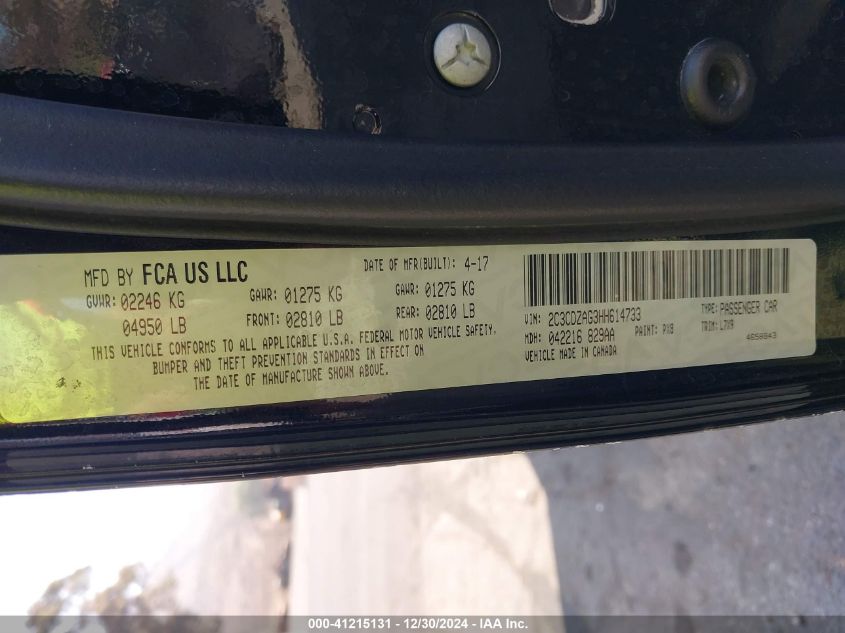 MFD BY FCA US LLC
DATE OF MFR(BUILT): 4-17
GVWR: 02246 KG
GAWR: 01275 KG
GAWR: 01275 KG
04950 LB
FRONT: 02810 LB
REAR: 02810 LB
THIS VEHICLE CONFORMS TO ALL APPLICABLE U.S.A. FEDERAL MOTOR VEHICLE SAFETY,
BUMPER AND THEFT PREVENTION STANDARDS IN EFFECT ON
THE DATE OF MANUFACTURE SHOWN ABOVE.
VIN: 2C3CDZAG3HH614733
TYPE: PASSENGER CAR
MDH: 042216 829AA
PAINT: PX8
TRIM: L7X9
VEHICLE MADE IN CANADA
000-41215131 - 12/30/2024 - IAA Inc.